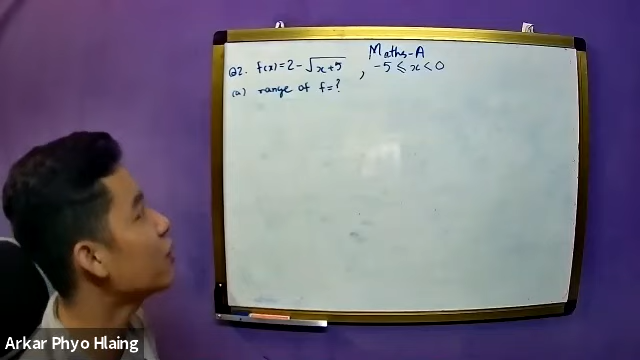 Maths-A
Q2. f(x)=2-√x+5 , -5≤x<0
(a) range of f=?
Arkar Phyo Hlaing